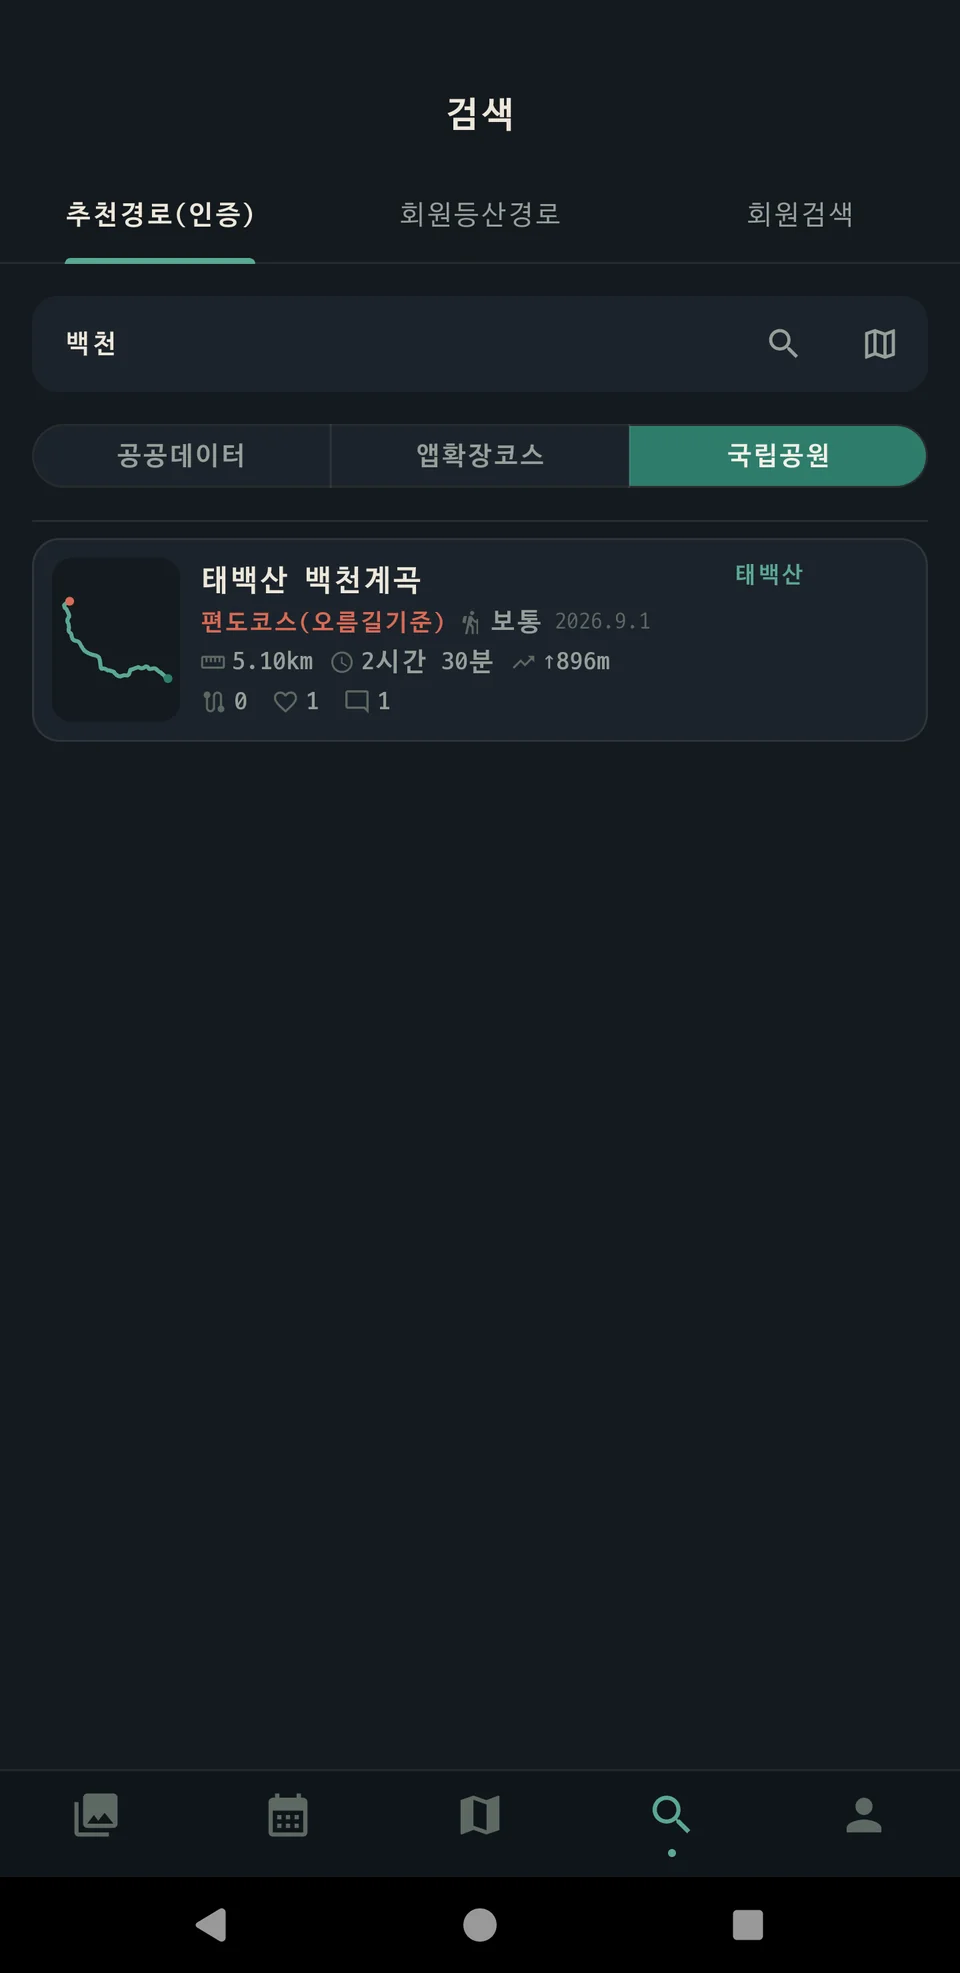 검색
추천경로(인증) 회원등산경로 회원검색
백천
공공데이터 앱확장코스 국립공원
태백산 백천계곡 태백산
편도코스(오름길기준) 보통 2026.9.1
5.10km 2시간 30분 ↑896m
0 1 1